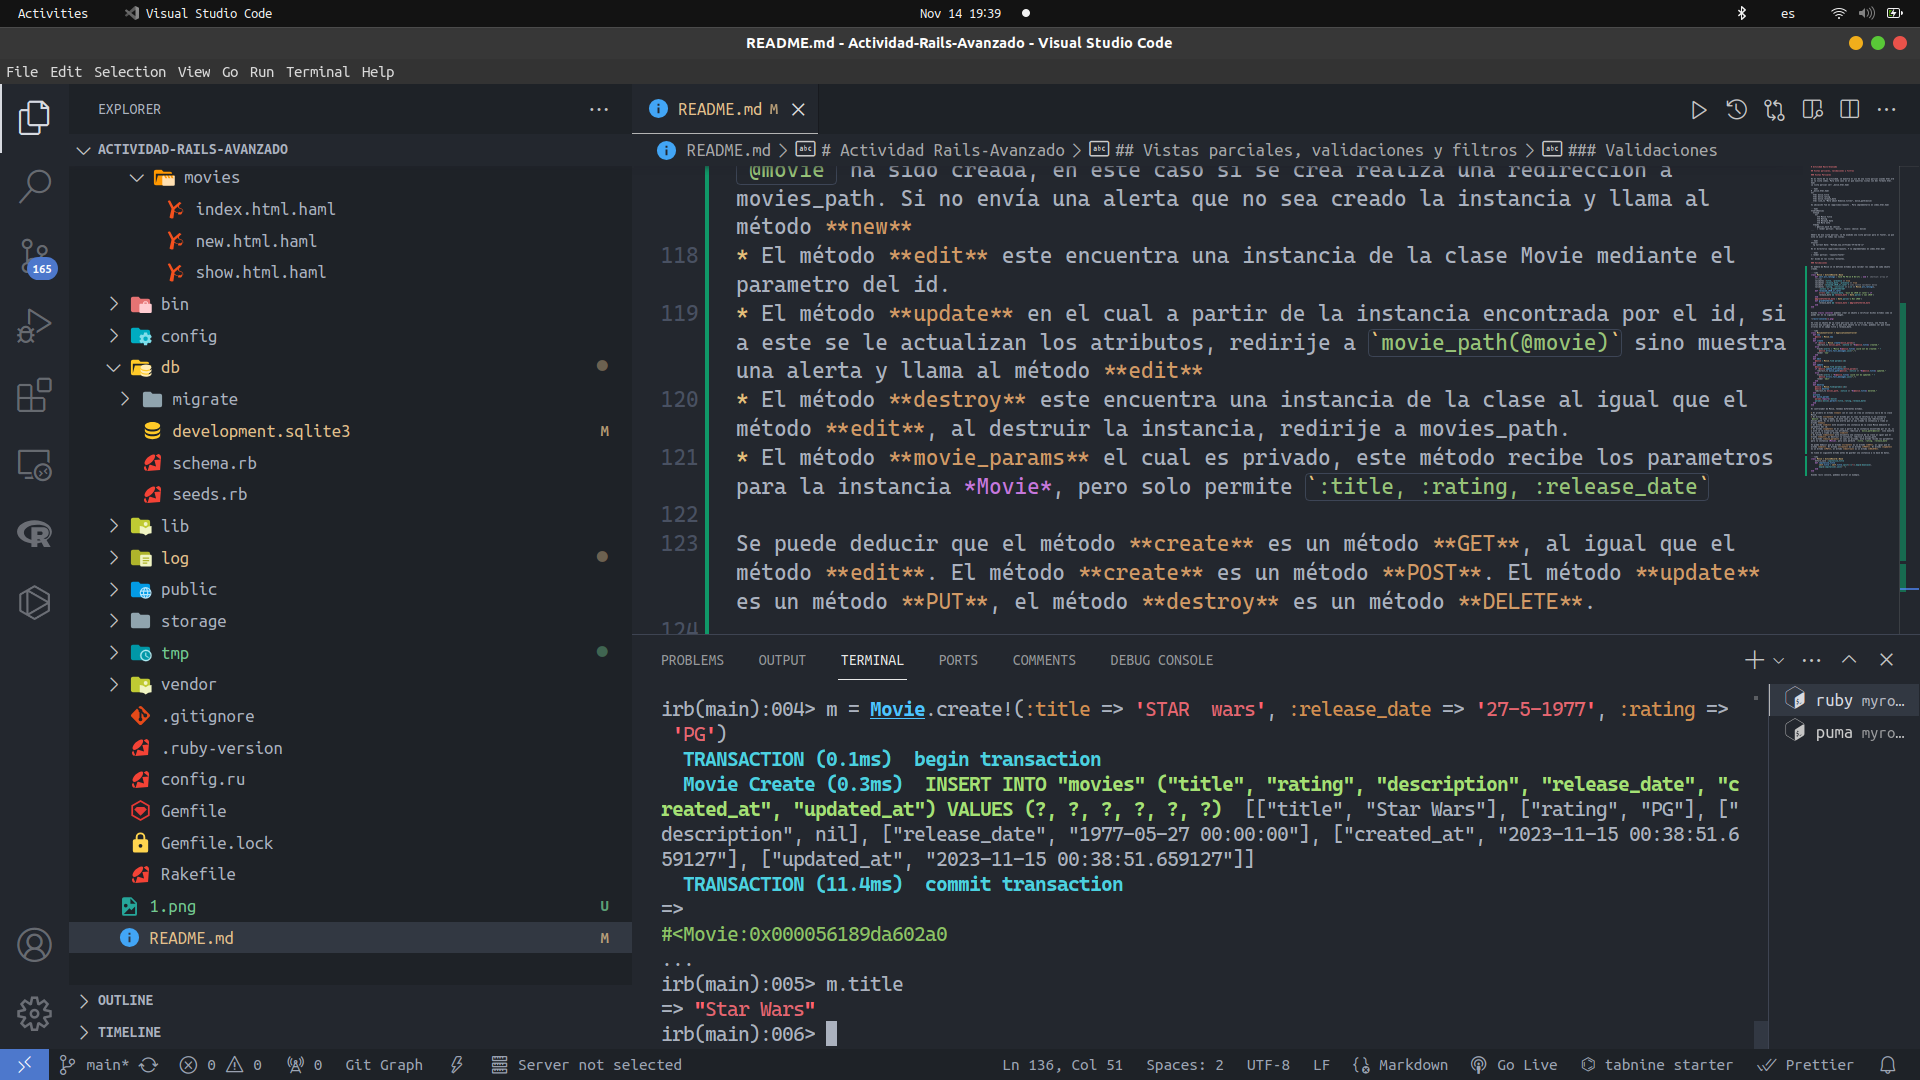 Activities
Visual Studio Code
Nov 14 19:39
es
README.md - Actividad-Rails-Avanzado - Visual Studio Code
File Edit Selection View Go Run Terminal Help
EXPLORER
ACTIVIDAD-RAILS-AVANZADO
movies
index.html.haml
new.html.haml
show.html.haml
bin
config
db
migrate
development.sqlite3 M
schema.rb
seeds.rb
lib
log
public
storage
tmp
vendor
.gitignore
.ruby-version
config.ru
Gemfile
Gemfile.lock
Rakefile
1.png U
README.md M
OUTLINE
TIMELINE
165
README.md M
README.md > # Actividad Rails-Avanzado > ## Vistas parciales, validaciones y filtros > ### Validaciones
`@movie` ha sido creada, en este caso si se crea realiza una redireccion a
movies_path. Si no envía una alerta que no sea creado la instancia y llama al
método **new**
118 * El método **edit** este encuentra una instancia de la clase Movie mediante el
parametro del id.
119 * El método **update** en el cual a partir de la instancia encontrada por el id, si
a este se le actualizan los atributos, redirije a `movie_path(@movie)` sino muestra
una alerta y llama al método **edit**
120 * El método **destroy** este encuentra una instancia de la clase al igual que el
método **edit**, al destruir la instancia, redirije a movies_path.
121 * El método **movie_params** el cual es privado, este método recibe los parametros
para la instancia *Movie*, pero solo permite `:title, :rating, :release_date`
122
123 Se puede deducir que el método **create** es un método **GET**, al igual que el
método **edit**. El método **create** es un método **POST**. El método **update**
es un método **PUT**, el método **destroy** es un método **DELETE**.
124
PROBLEMS OUTPUT TERMINAL PORTS COMMENTS DEBUG CONSOLE
irb(main):004> m = Movie.create!(:title => 'STAR  wars', :release_date => '27-5-1977', :rating =>
'PG')
TRANSACTION (0.1ms)  begin transaction
Movie Create (0.3ms)  INSERT INTO "movies" ("title", "rating", "description", "release_date", "c
reated_at", "updated_at") VALUES (?, ?, ?, ?, ?, ?)  [["title", "Star Wars"], ["rating", "PG"], ["
description", nil], ["release_date", "1977-05-27 00:00:00"], ["created_at", "2023-11-15 00:38:51.6
59127"], ["updated_at", "2023-11-15 00:38:51.659127"]]
TRANSACTION (11.4ms)  commit transaction
=>
#<Movie:0x000056189da602a0
...
irb(main):005> m.title
=> "Star Wars"
irb(main):006>
ruby myro...
puma myro...
main* 0 0 0 Git Graph Server not selected
Ln 136, Col 51 Spaces: 2 UTF-8 LF Markdown Go Live tabnine starter Prettier